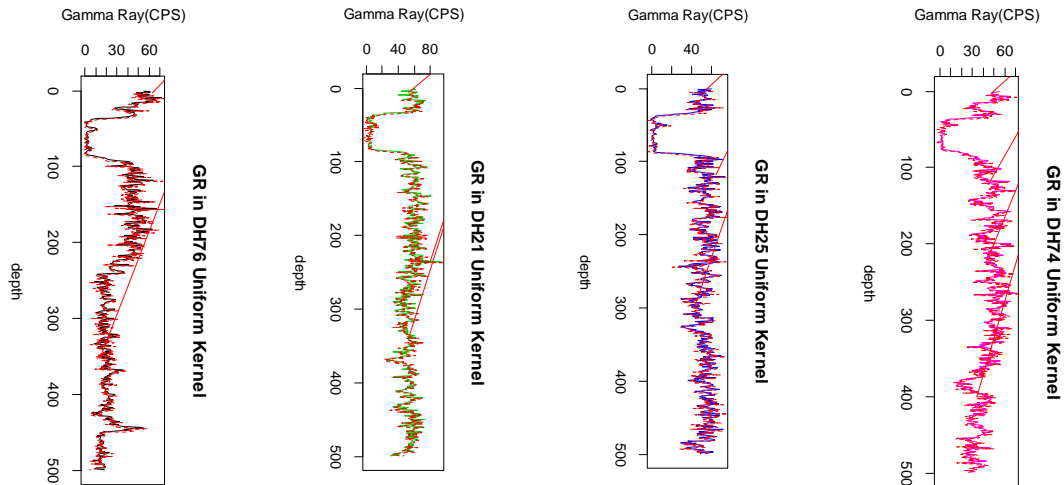 Gamma Ray(CPS)
0 30 60
0 100 200 300 400 500
depth
GR in DH76 Uniform Kernel
Gamma Ray(CPS)
0 40 80
0 100 200 300 400 500
depth
GR in DH21 Uniform Kernel
Gamma Ray(CPS)
0 40
0 100 200 300 400 500
depth
GR in DH25 Uniform Kernel
Gamma Ray(CPS)
0 30 60
0 100 200 300 400 500
depth
GR in DH74 Uniform Kernel